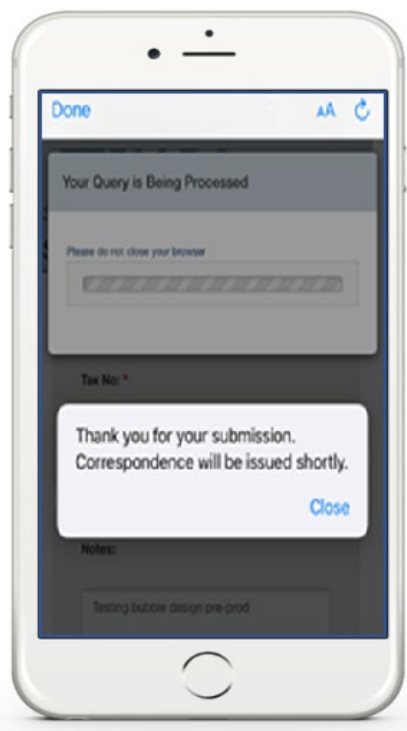 Done
AA
Your Query is Being Processed
Please do not close your browser
Tax No: *
Thank you for your submission.
Correspondence will be issued shortly.
Close
Notes:
Testing bubble design pre-prod